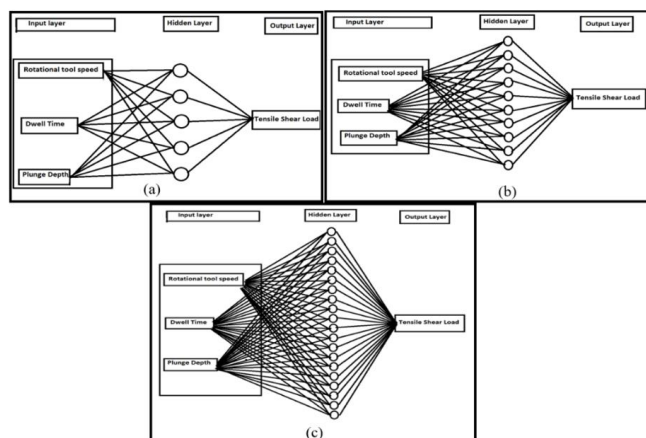 Input layer Hidden Layer Output Layer
Rotational tool speed
Dwell Time
Tensile Shear Load
Plunge Depth
(a)
Input Layer Hidden Layer Output Layer
Rotational tool speed
Dwell Time
Tensile Shear Load
Plunge Depth
(b)
Input layer Hidden Layer Output Layer
Rotational tool speed
Dwell Time
Tensile Shear Load
Plunge Depth
(c)